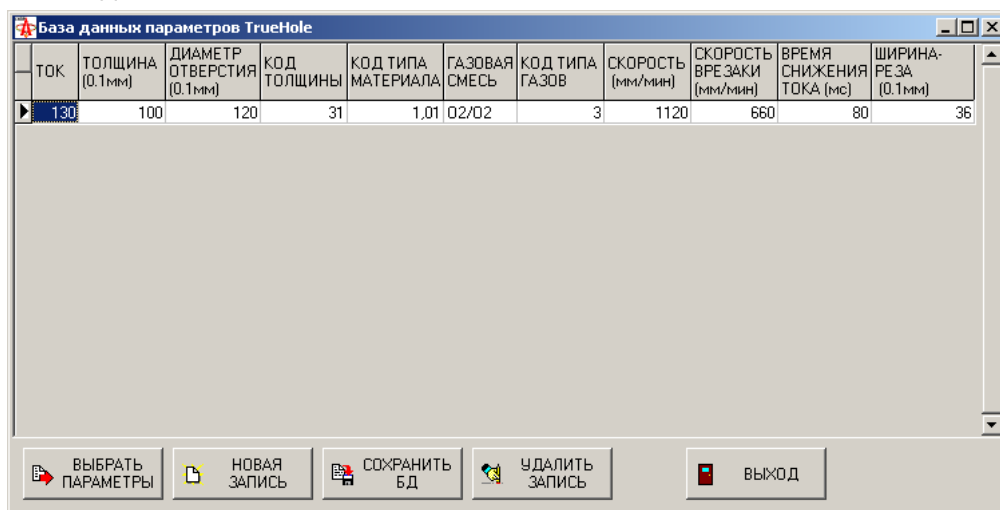 База данных параметров TrueHole
ТОК ТОЛЩИНА (0.1мм) ДИАМЕТР ОТВЕРСТИЯ (0.1мм) КОД ТОЛЩИНЫ КОД ТИПА МАТЕРИАЛА ГАЗОВАЯ СМЕСЬ КОД ТИПА ГАЗОВ СКОРОСТЬ (мм/мин) СКОРОСТЬ ВРЕЗАКИ (мм/мин) ВРЕМЯ СНИЖЕНИЯ ТОКА (мс) ШИРИНА-РЕЗА (0.1мм)
130 100 120 31 1,01 O2/O2 3 1120 660 80 36
ВЫБРАТЬ ПАРАМЕТРЫ НОВАЯ ЗАПИСЬ СОХРАНИТЬ БД УДАЛИТЬ ЗАПИСЬ ВЫХОД